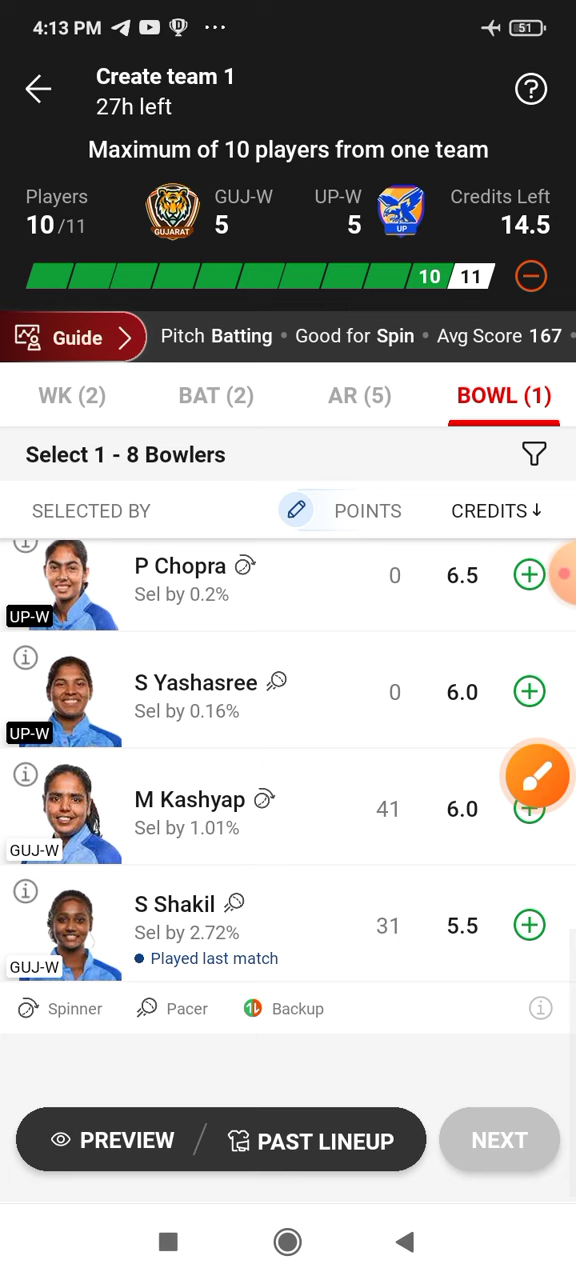 4:13 PM ...
51
Create team 1
27h left
Maximum of 10 players from one team
Players GUJ-W UP-W Credits Left
10/11 5 5 14.5
GUJARAT UP
10 11
Guide Pitch Batting • Good for Spin • Avg Score 167 •
WK (2) BAT (2) AR (5) BOWL (1)
Select 1 - 8 Bowlers
SELECTED BY POINTS CREDITS↓
P Chopra 0 6.5
Sel by 0.2%
UP-W
S Yashasree 0 6.0
Sel by 0.16%
UP-W
M Kashyap 41 6.0
Sel by 1.01%
GUJ-W
S Shakil 31 5.5
Sel by 2.72%
Played last match
GUJ-W
Spinner Pacer Backup
PREVIEW / PAST LINEUP NEXT